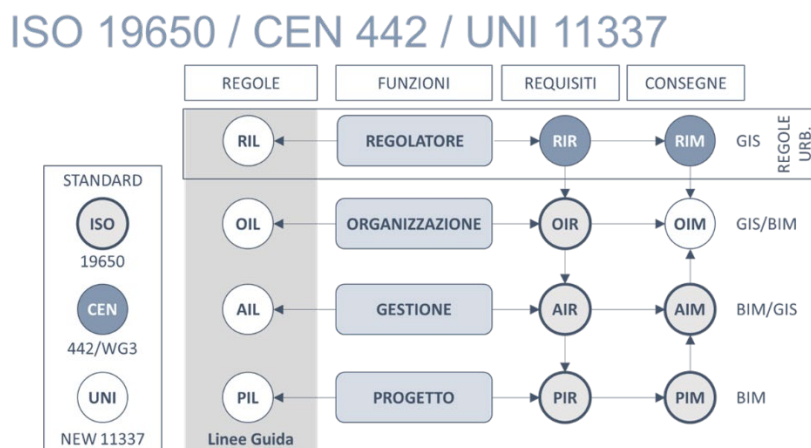 ISO 19650 / CEN 442 / UNI 11337
REGOLE FUNZIONI REQUISITI CONSEGNE
RIL REGOLATORE RIR RIM GIS
REGOLE
URB.
STANDARD
ISO
19650
CEN
442/WG3
UNI
NEW 11337
OIL ORGANIZZAZIONE OIR OIM GIS/BIM
AIL GESTIONE AIR AIM BIM/GIS
PIL PROGETTO PIR PIM BIM
Linee Guida